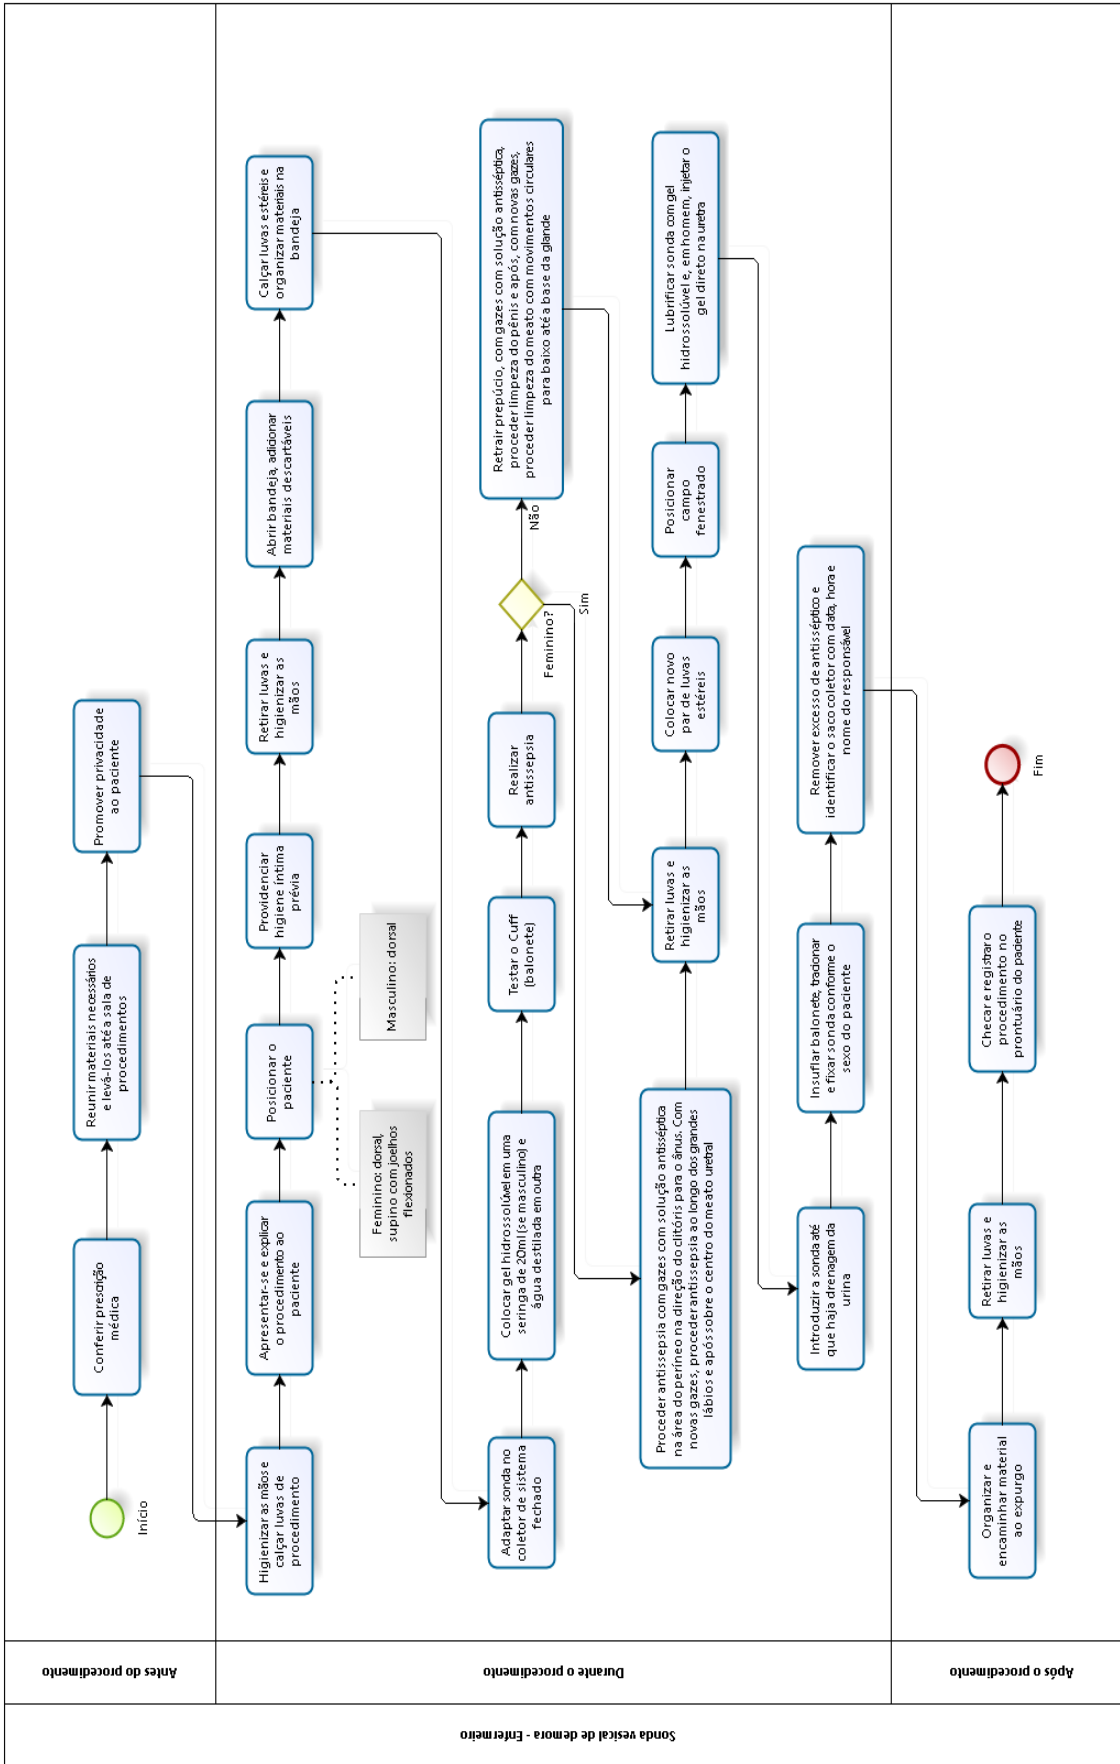 Sonda vesical de demora - Enfermeiro
Antes do procedimento
Início
Conferir prescrição
médica
Reunir materiais necessários
e levá-los até a sala de
procedimentos
Promover privacidade
ao paciente
Durante o procedimento
Higienizar as mãos e
calçar luvas de
procedimento
Apresentar-se e explicar
o procedimento ao
paciente
Posicionar o
paciente
Feminino: dorsal,
supino com joelhos
flexionados
Masculino: dorsal
Providenciar
higiene íntima
prévia
Retirar luvas e
higienizar as
mãos
Abrir bandeja, adicionar
materiais descartáveis
Calçar luvas estéreis e
organizar materiais na
bandeja
Adaptar sonda no
coletor de sistema
fechado
Colocar gel hidrossolúvel em uma
seringa de 20ml (se masculino) e
água destilada em outra
Testar o Cuff
(balonete)
Realizar
antissepsia
Feminino?
Não
Sim
Retrair prepúcio, com gazes com solução antisséptica,
proceder limpeza do pênis e após, com novas gazes,
proceder limpeza do meato com movimentos circulares
para baixo até a base da glande
Proceder antissepsia com gazes com solução antisséptica
na área do períneo na direção do clitóris para o ânus. Com
novas gazes, proceder antissepsia ao longo dos grandes
lábios e após sobre o centro do meato uretral
Retirar luvas e
higienizar as
mãos
Colocar novo
par de luvas
estéreis
Posicionar
campo
fenestrado
Lubrificar sonda com gel
hidrossolúvel e, em homem, injetar o
gel direto na uretra
Introduzir a sonda até
que haja drenagem da
urina
Insuflar balonete, tracionar
e fixar sonda conforme o
sexo do paciente
Remover excesso de antisséptico e
identificar o saco coletor com data, hora e
nome do responsável
Após o procedimento
Organizar e
encaminhar material
ao expurgo
Retirar luvas e
higienizar as
mãos
Checar e registrar o
procedimento no
prontuário do paciente
Fim